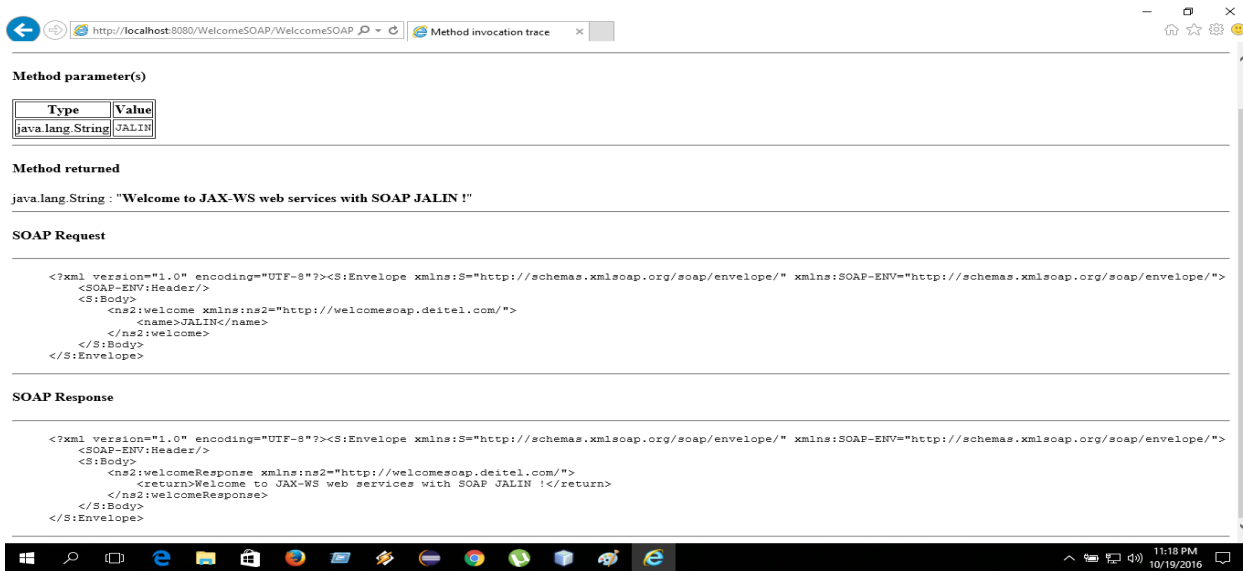 http://localhost:8080/WelcomeSOAP/WelccomeSOAP
Method invocation trace
Method parameter(s)
Type Value
java.lang.String JALIN
Method returned
java.lang.String : "Welcome to JAX-WS web services with SOAP JALIN !"
SOAP Request
<?xml version="1.0" encoding="UTF-8"?><S:Envelope xmlns:S="http://schemas.xmlsoap.org/soap/envelope/" xmlns:SOAP-ENV="http://schemas.xmlsoap.org/soap/envelope/">
<SOAP-ENV:Header/>
<S:Body>
<ns2:welcome xmlns:ns2="http://welcomesoap.deitel.com/">
<name>JALIN</name>
</ns2:welcome>
</S:Body>
</S:Envelope>
SOAP Response
<?xml version="1.0" encoding="UTF-8"?><S:Envelope xmlns:S="http://schemas.xmlsoap.org/soap/envelope/" xmlns:SOAP-ENV="http://schemas.xmlsoap.org/soap/envelope/">
<SOAP-ENV:Header/>
<S:Body>
<ns2:welcomeResponse xmlns:ns2="http://welcomesoap.deitel.com/">
<return>Welcome to JAX-WS web services with SOAP JALIN !</return>
</ns2:welcomeResponse>
</S:Body>
</S:Envelope>
11:18 PM
10/19/2016